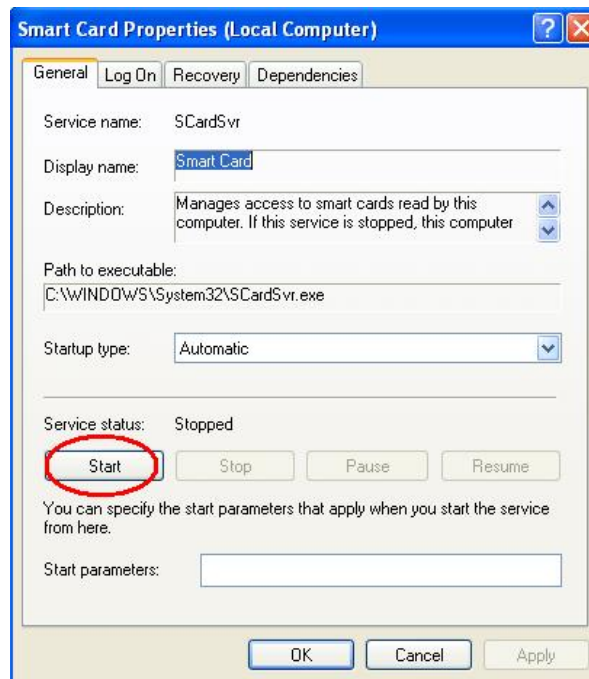 Smart Card Properties (Local Computer)
General Log On Recovery Dependencies
Service name: SCardSvr
Display name: Smart Card
Description: Manages access to smart cards read by this
computer. If this service is stopped, this computer
Path to executable:
C:\WINDOWS\System32\SCardSvr.exe
Startup type: Automatic
Service status: Stopped
Start Stop Pause Resume
You can specify the start parameters that apply when you start the service
from here.
Start parameters:
OK Cancel Apply